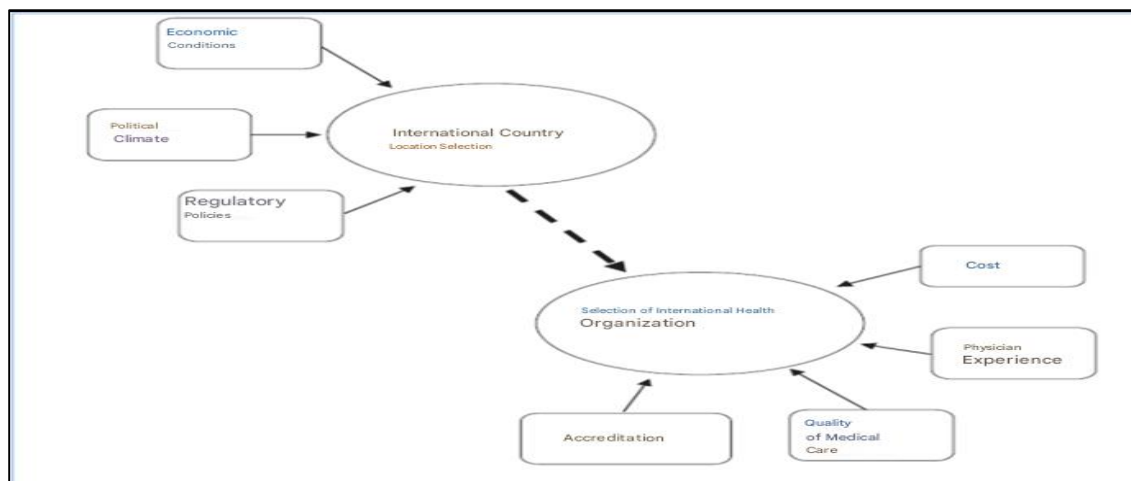 Economic
Conditions
Political
Climate
International Country
Location Selection
Regulatory
Policies
Cost
Selection of International Health
Organization
Physician
Experience
Accreditation
Quality
of Medical
Care